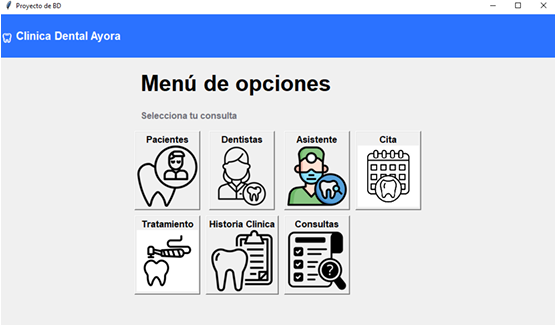 Proyecto de BD
Clinica Dental Ayora
Menú de opciones
Selecciona tu consulta
Pacientes Dentistas Asistente Cita
Tratamiento Historia Clinica Consultas
?